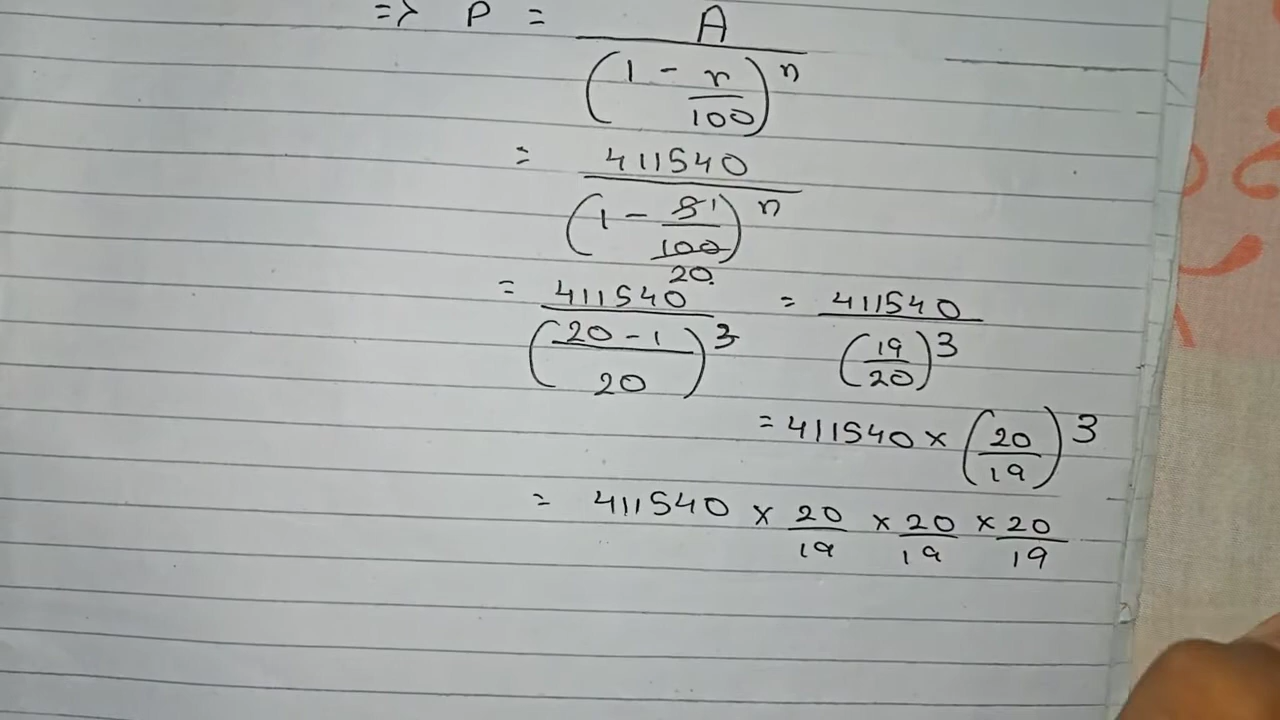 => P = A / (1 - r/100)^n
= 411540 / (1 - 5 1/100 20)^n
= 411540 / ((20 - 1)/20)^3 = 411540 / (19/20)^3
= 411540 × (20/19)^3
= 411540 × 20/19 × 20/19 × 20/19